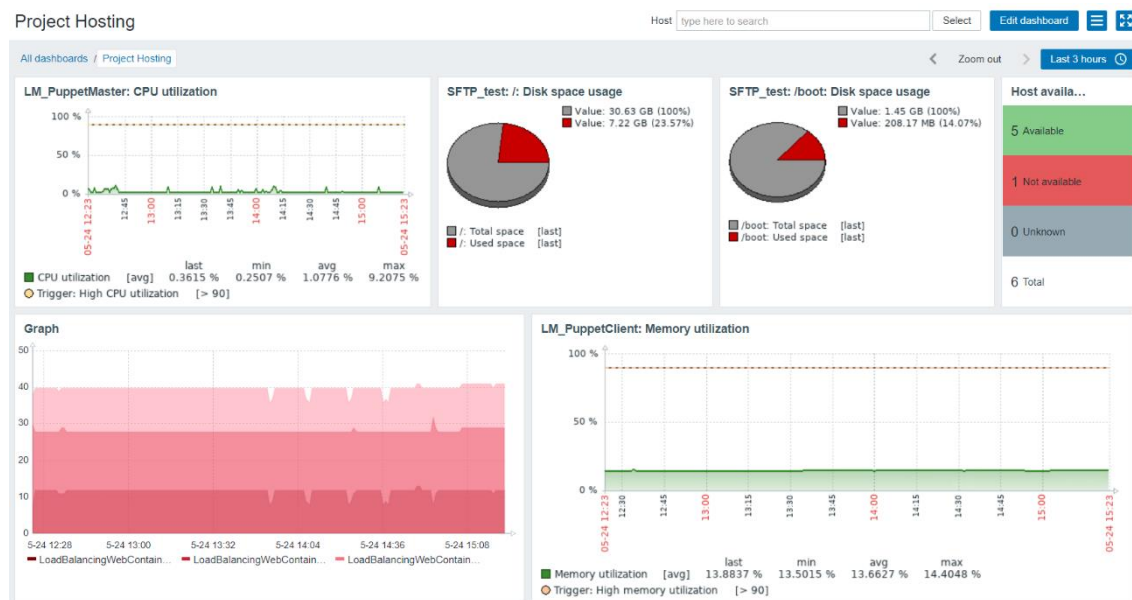 Project Hosting
Host type here to search Select Edit dashboard
All dashboards / Project Hosting
Zoom out Last 3 hours
LM_PuppetMaster: CPU utilization
100 %
50 %
0 %
05-24 12:23 12:45 13:00 13:15 13:30 13:45 14:00 14:15 14:30 14:45 15:00 05-24 15:23
last min avg max
CPU utilization [avg] 0.3615 % 0.2507 % 1.0776 % 9.2075 %
Trigger: High CPU utilization [> 90]
SFTP_test: /: Disk space usage
Value: 30.63 GB (100%)
Value: 7.22 GB (23.57%)
/: Total space [last]
/: Used space [last]
SFTP_test: /boot: Disk space usage
Value: 1.45 GB (100%)
Value: 208.17 MB (14.07%)
/boot: Total space [last]
/boot: Used space [last]
Host availa...
5 Available
1 Not available
0 Unknown
6 Total
Graph
50
40
30
20
10
0
5-24 12:28 5-24 13:00 5-24 13:32 5-24 14:04 5-24 14:36 5-24 15:08
LoadBalancingWebContain... LoadBalancingWebContain... LoadBalancingWebContain...
LM_PuppetClient: Memory utilization
100 %
50 %
0 %
05-24 12:23 12:30 12:45 13:00 13:15 13:30 13:45 14:00 14:15 14:30 14:45 15:00 05-24 15:23
last min avg max
Memory utilization [avg] 13.8837 % 13.5015 % 13.6627 % 14.4048 %
Trigger: High memory utilization [> 90]